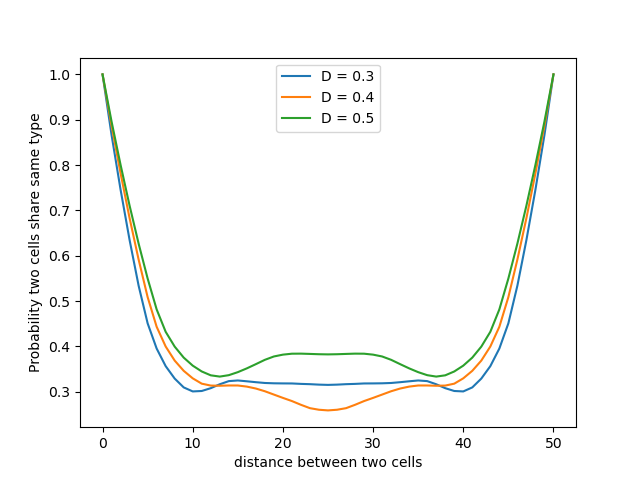 D = 0.3
D = 0.4
D = 0.5
Probability two cells share same type
1.0
0.9
0.8
0.7
0.6
0.5
0.4
0.3
0 10 20 30 40 50
distance between two cells